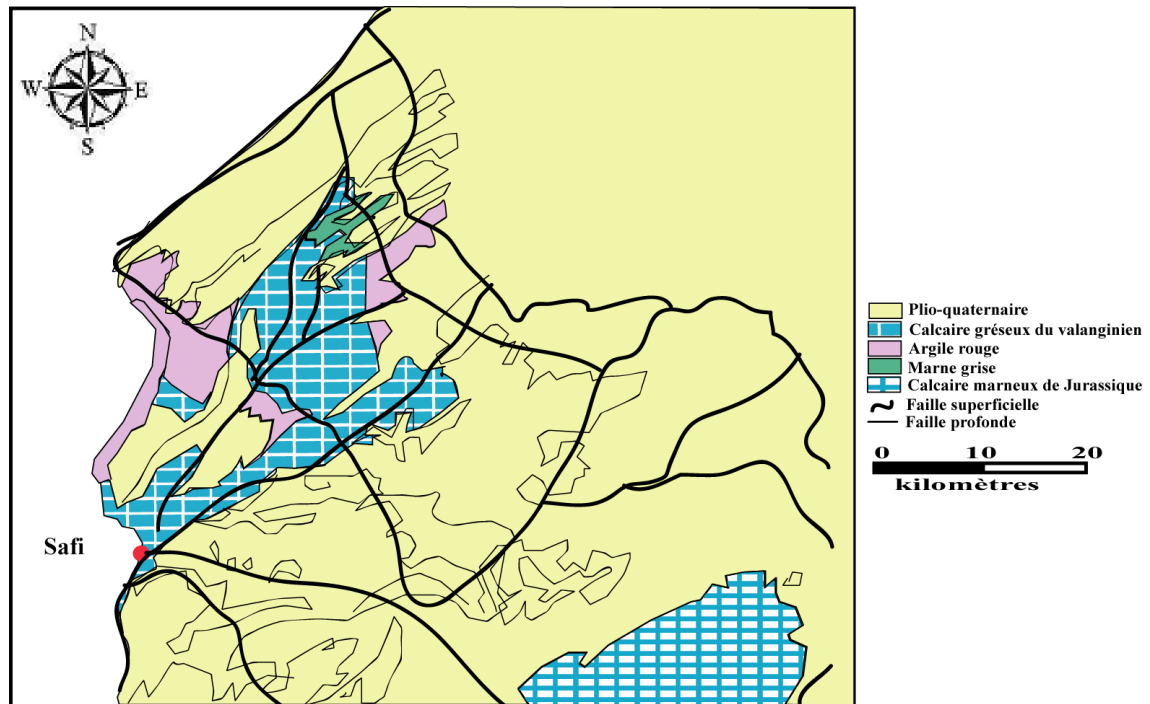 N
W E
S
Safi
Plio-quaternaire
Calcaire gréseux du valanginien
Argile rouge
Marne grise
Calcaire marneux de Jurassique
Faille superficielle
Faille profonde
0 10 20
kilomètres